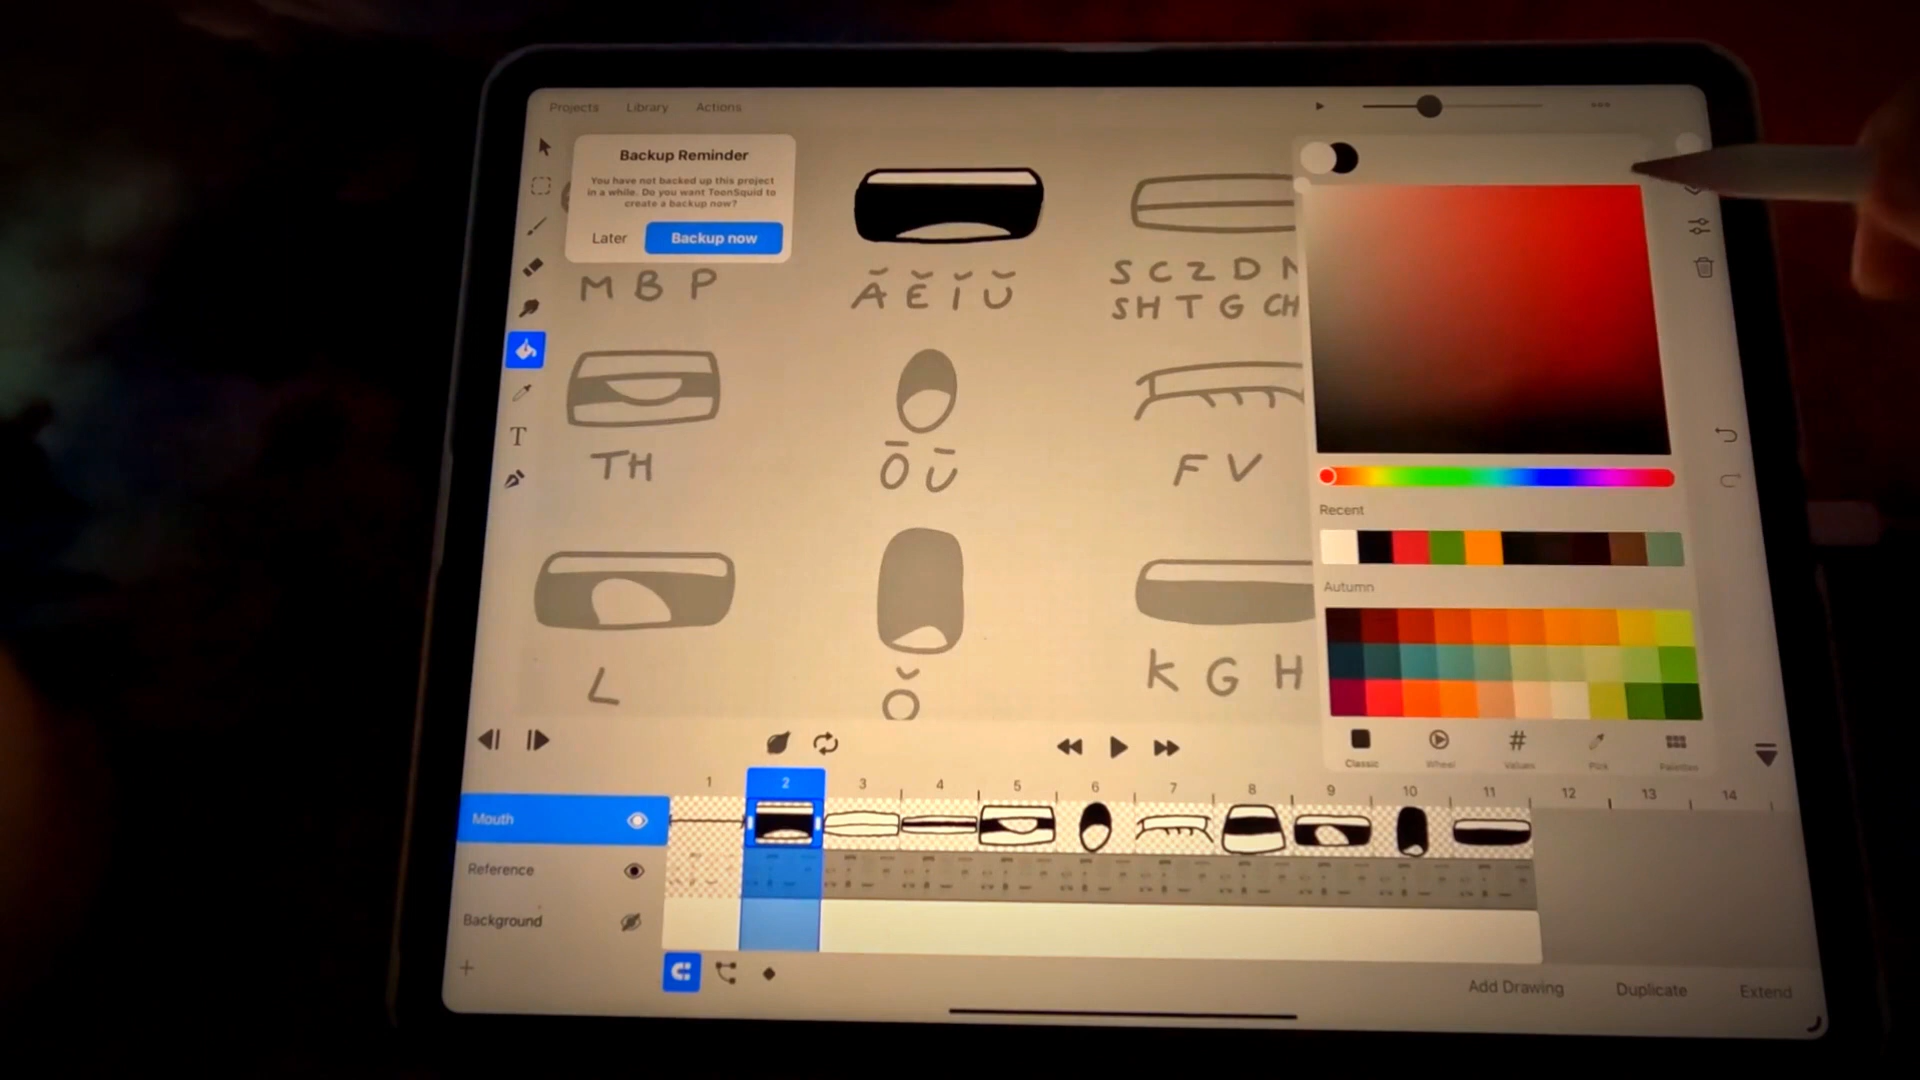 Projects Library Actions
Backup Reminder
You have not backed up this project
in a while. Do you want ToonSquid to
create a backup now?
Later Backup now
M B P
Ă Ĕ Ĭ Ŭ
S C Z D N
SH T G CH
TH
Ō Ū
F V
L
Ŏ
K G H
T
Recent
Autumn
Classic Wheel # Values Pick Palettes
1 2 3 4 5 6 7 8 9 10 11 12 13 14
Mouth
Reference
Background
Add Drawing Duplicate Extend